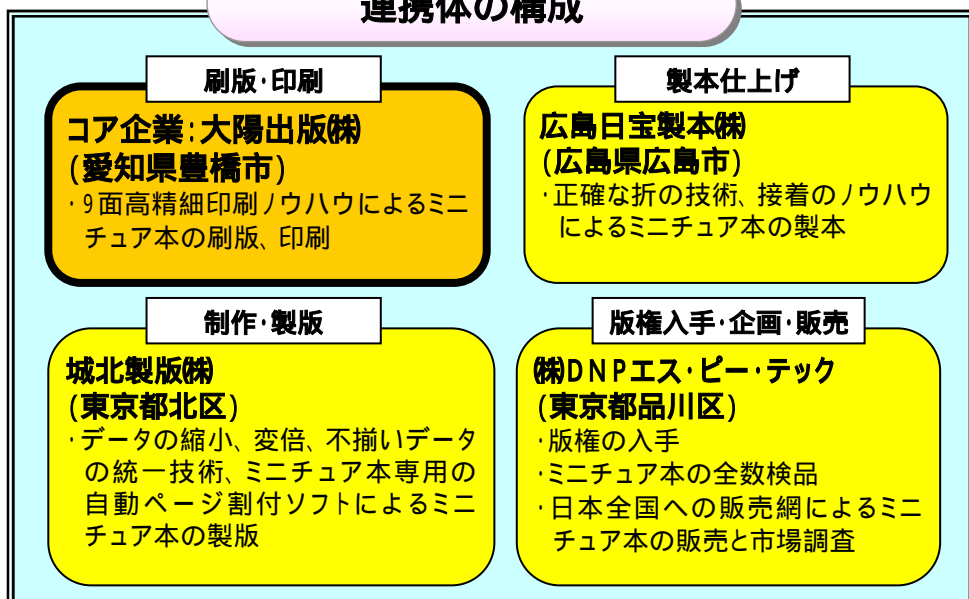 連携体の構成
刷版・印刷
コア企業:大陽出版㈱
(愛知県豊橋市)
・9面高精細印刷ノウハウによるミニ
チュア本の刷版、印刷
製本仕上げ
広島日宝製本㈱
(広島県広島市)
・正確な折の技術、接着のノウハウ
によるミニチュア本の製本
制作・製版
城北製版㈱
(東京都北区)
・データの縮小、変倍、不揃いデータ
の統一技術、ミニチュア本専用の
自動ページ割付ソフトによるミニ
チュア本の製版
版権入手・企画・販売
㈱DNPエス・ピー・テック
(東京都品川区)
・版権の入手
・ミニチュア本の全数検品
・日本全国への販売網によるミニ
チュア本の販売と市場調査